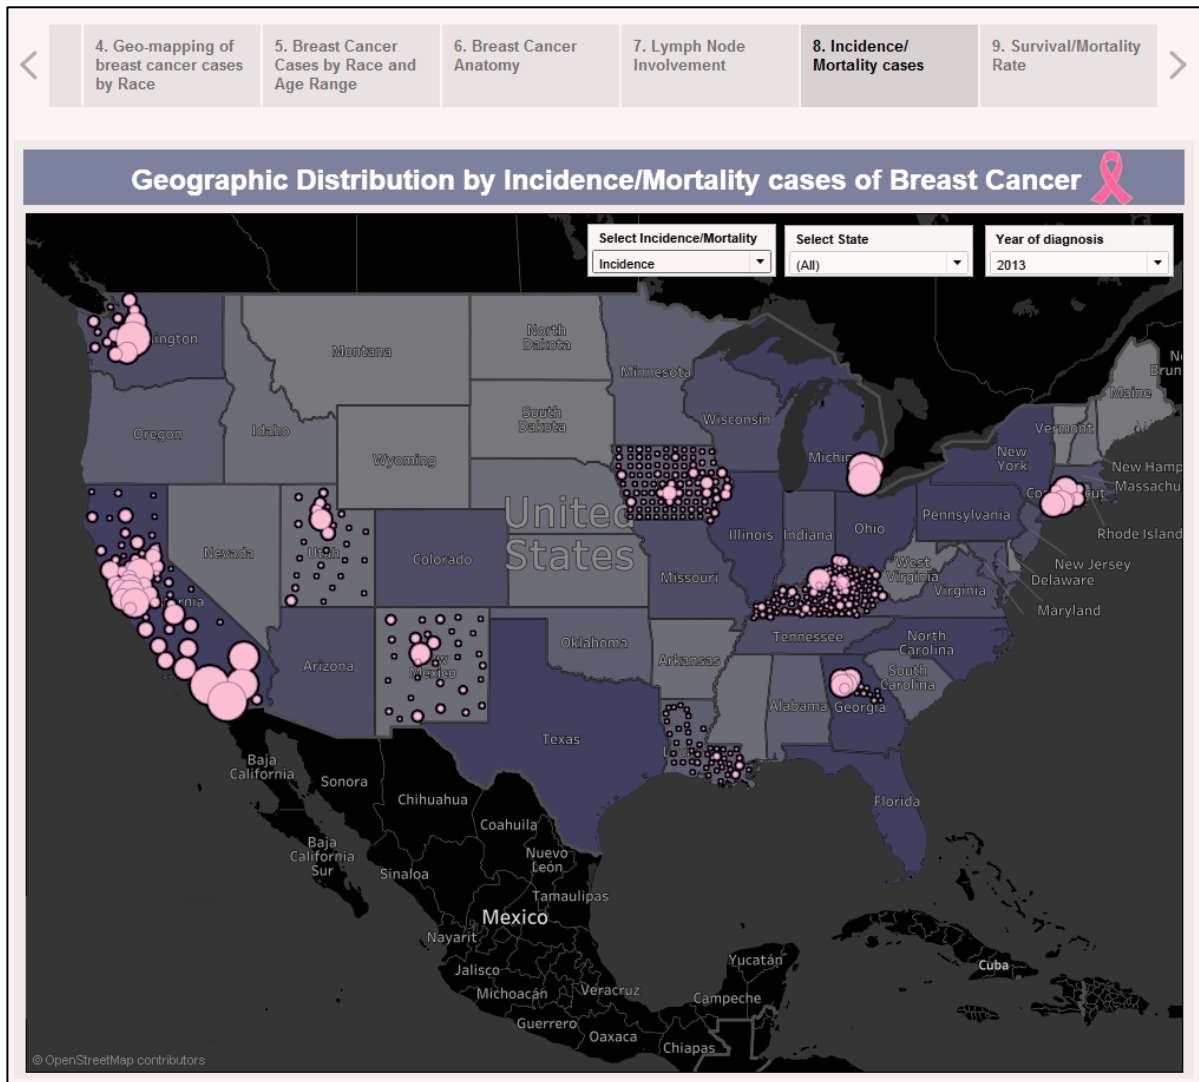 4. Geo-mapping of
breast cancer cases
by Race
5. Breast Cancer
Cases by Race and
Age Range
6. Breast Cancer
Anatomy
7. Lymph Node
Involvement
8. Incidence/
Mortality cases
9. Survival/Mortality
Rate
Geographic Distribution by Incidence/Mortality cases of Breast Cancer
Select Incidence/Mortality
Incidence
Select State
(All)
Year of diagnosis
2013
Montana
North
Dakota
Minnesota
Maine
Oregon
Idaho
South
Dakota
Wisconsin
Vermont
Wyoming
New
York
New Hamp
Massachu
Pennsylvania
Rhode Island
United
States
Nevada
Utah
Colorado
Illinois
Indiana
Ohio
New Jersey
Delaware
Maryland
Missouri
West
Virginia
Virginia
Arizona
Oklahoma
Tennessee
North
Carolina
Arkansas
South
Carolina
Mexico
Alabama
Georgia
Texas
Florida
Baja
California
Sonora
Chihuahua
Coahuila
Baja
California
Sur
Nuevo
León
Sinaloa
Tamaulipas
Mexico
Nayarit
Yucatán
Cuba
Jalisco
Michoacán
Veracruz
Campeche
Guerrero
Oaxaca
Chiapas
© OpenStreetMap contributors